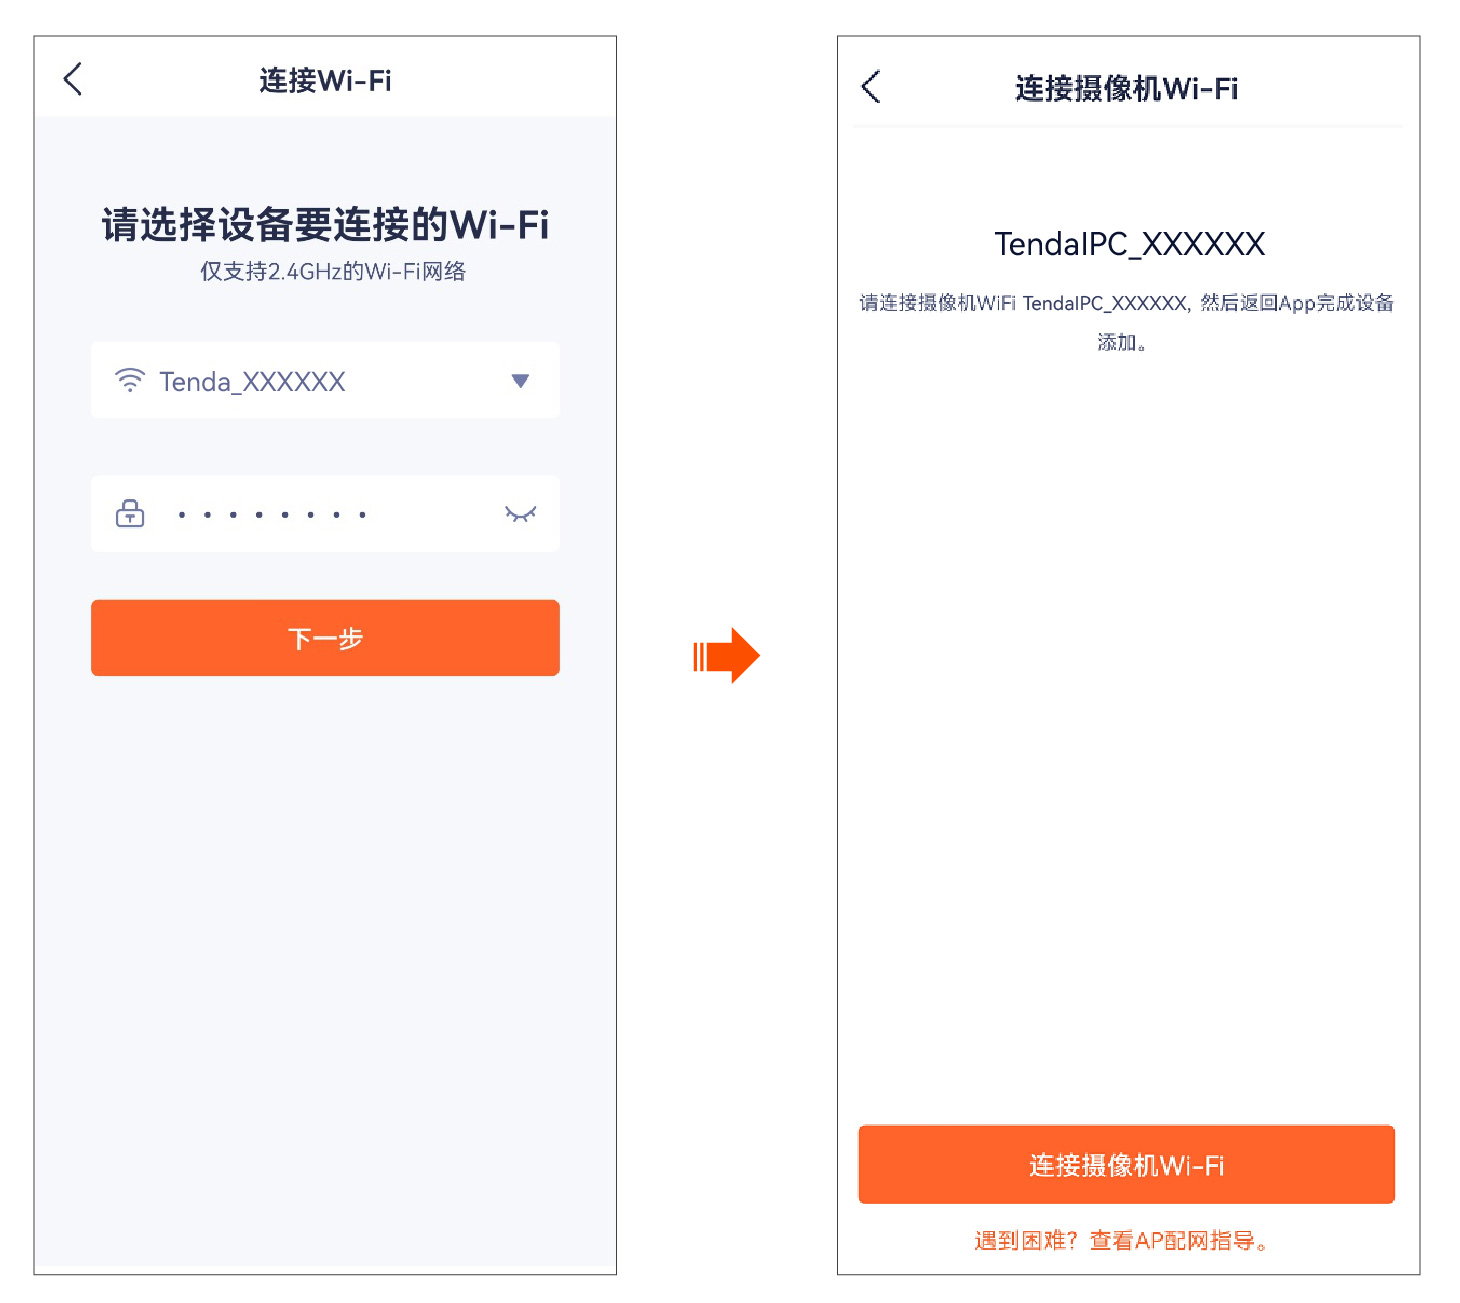 连接Wi-Fi
请选择设备要连接的Wi-Fi
仅支持2.4GHz的Wi-Fi网络
Tenda_XXXXXX
下一步
连接摄像机Wi-Fi
TendaIPC_XXXXXX
请连接摄像机WiFi TendaIPC_XXXXXX, 然后返回App完成设备
添加。
连接摄像机Wi-Fi
遇到困难？查看AP配网指导。